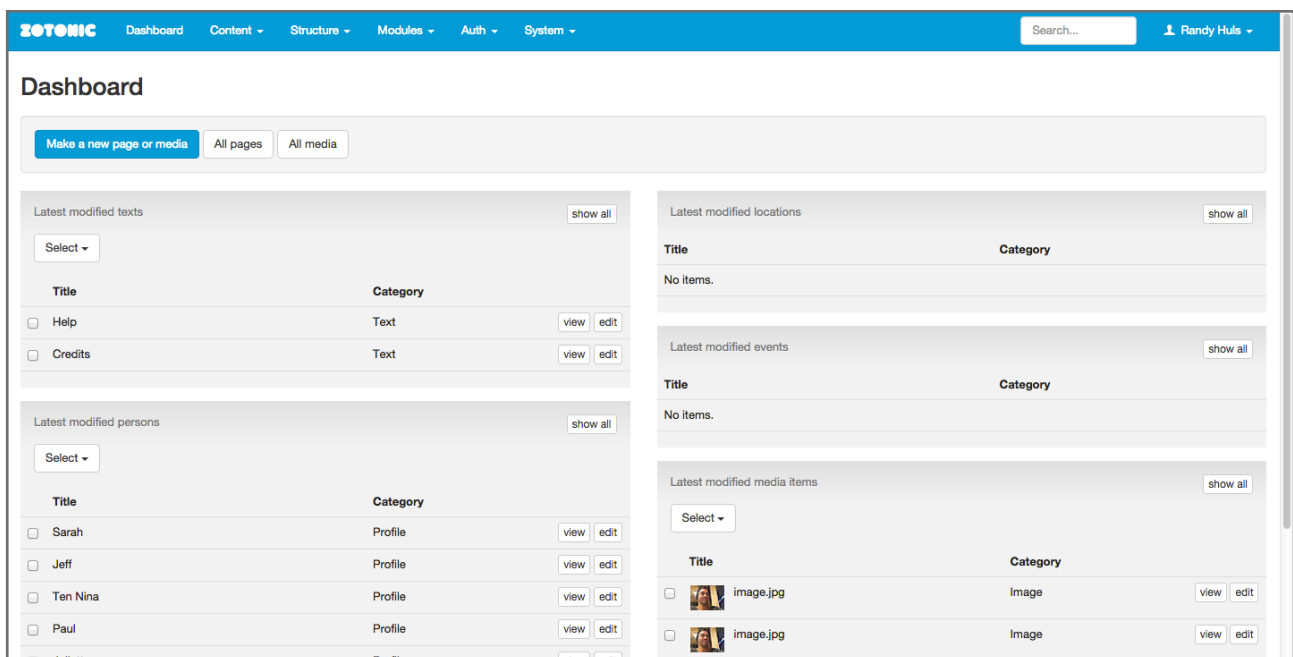 ZOTONIC Dashboard Content Structure Modules Auth System Search... Randy Huls
Dashboard
Make a new page or media All pages All media
Latest modified texts show all
Select
Title Category
Help Text view edit
Credits Text view edit
Latest modified persons show all
Select
Title Category
Sarah Profile view edit
Jeff Profile view edit
Ten Nina Profile view edit
Paul Profile view edit
Latest modified locations show all
Title Category
No items.
Latest modified events show all
Title Category
No items.
Latest modified media items show all
Select
Title Category
image.jpg Image view edit
image.jpg Image view edit